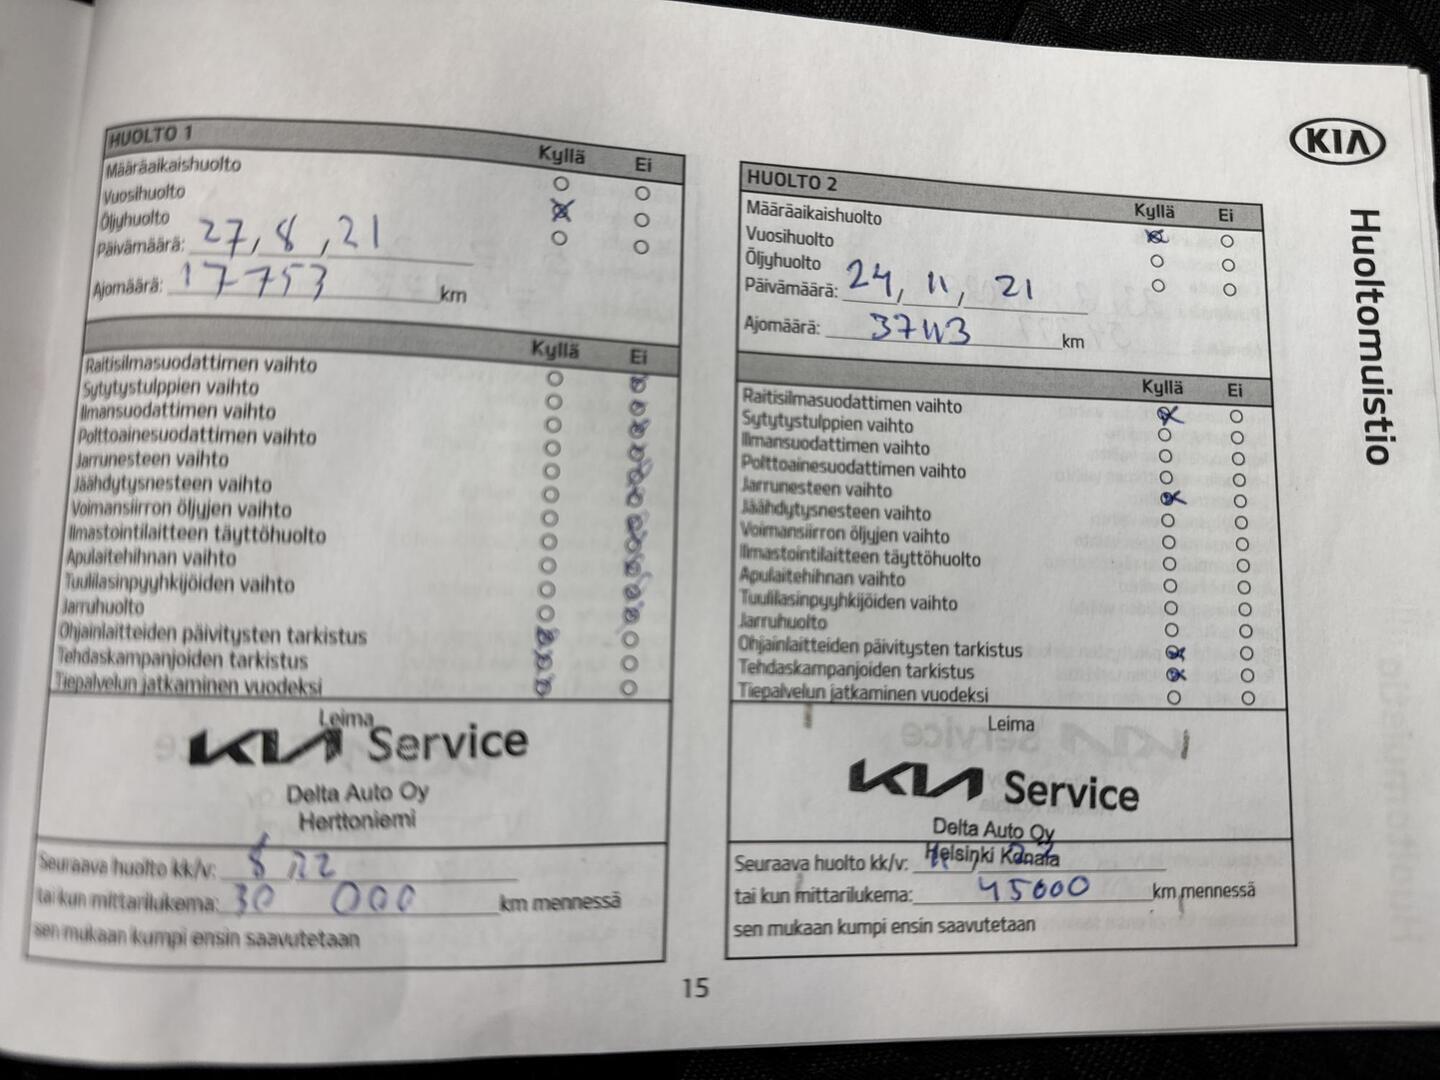 HUOLTO 1
Kyllä Ei
Määräaikaishuolto
Vuosihuolto
Öljyhuolto
Päivämäärä: 27, 8, 21
Ajomäärä: 17753 km
Kyllä Ei
Raitisilmasuodattimen vaihto
Sytytystulppien vaihto
Ilmansuodattimen vaihto
Polttoainesuodattimen vaihto
Jarrunesteen vaihto
Jäähdytysnesteen vaihto
Voimansiirron öljyjen vaihto
Ilmastointilaitteen täyttöhuolto
Apulaitehihnan vaihto
Tuulilasinpyyhkijöiden vaihto
Jarruhuolto
Ohjainlaitteiden päivitysten tarkistus
Tehdaskampanjoiden tarkistus
Tiepalvelun jatkaminen vuodeksi
Leima
KIA Service
Delta Auto Oy
Herttoniemi
Seuraava huolto kk/v: 8, 22
tai kun mittarilukema: 30 000 km mennessä
sen mukaan kumpi ensin saavutetaan
HUOLTO 2
Kyllä Ei
Määräaikaishuolto
Vuosihuolto
Öljyhuolto
Päivämäärä: 24, 11, 21
Ajomäärä: 37113 km
Kyllä Ei
Raitisilmasuodattimen vaihto
Sytytystulppien vaihto
Ilmansuodattimen vaihto
Polttoainesuodattimen vaihto
Jarrunesteen vaihto
Jäähdytysnesteen vaihto
Voimansiirron öljyjen vaihto
Ilmastointilaitteen täyttöhuolto
Apulaitehihnan vaihto
Tuulilasinpyyhkijöiden vaihto
Jarruhuolto
Ohjainlaitteiden päivitysten tarkistus
Tehdaskampanjoiden tarkistus
Tiepalvelun jatkaminen vuodeksi
Leima
KIA Service
Delta Auto Oy
Helsinki Konala
Seuraava huolto kk/v:
tai kun mittarilukema: 45000 km mennessä
sen mukaan kumpi ensin saavutetaan
KIA
Huoltomuistio
15